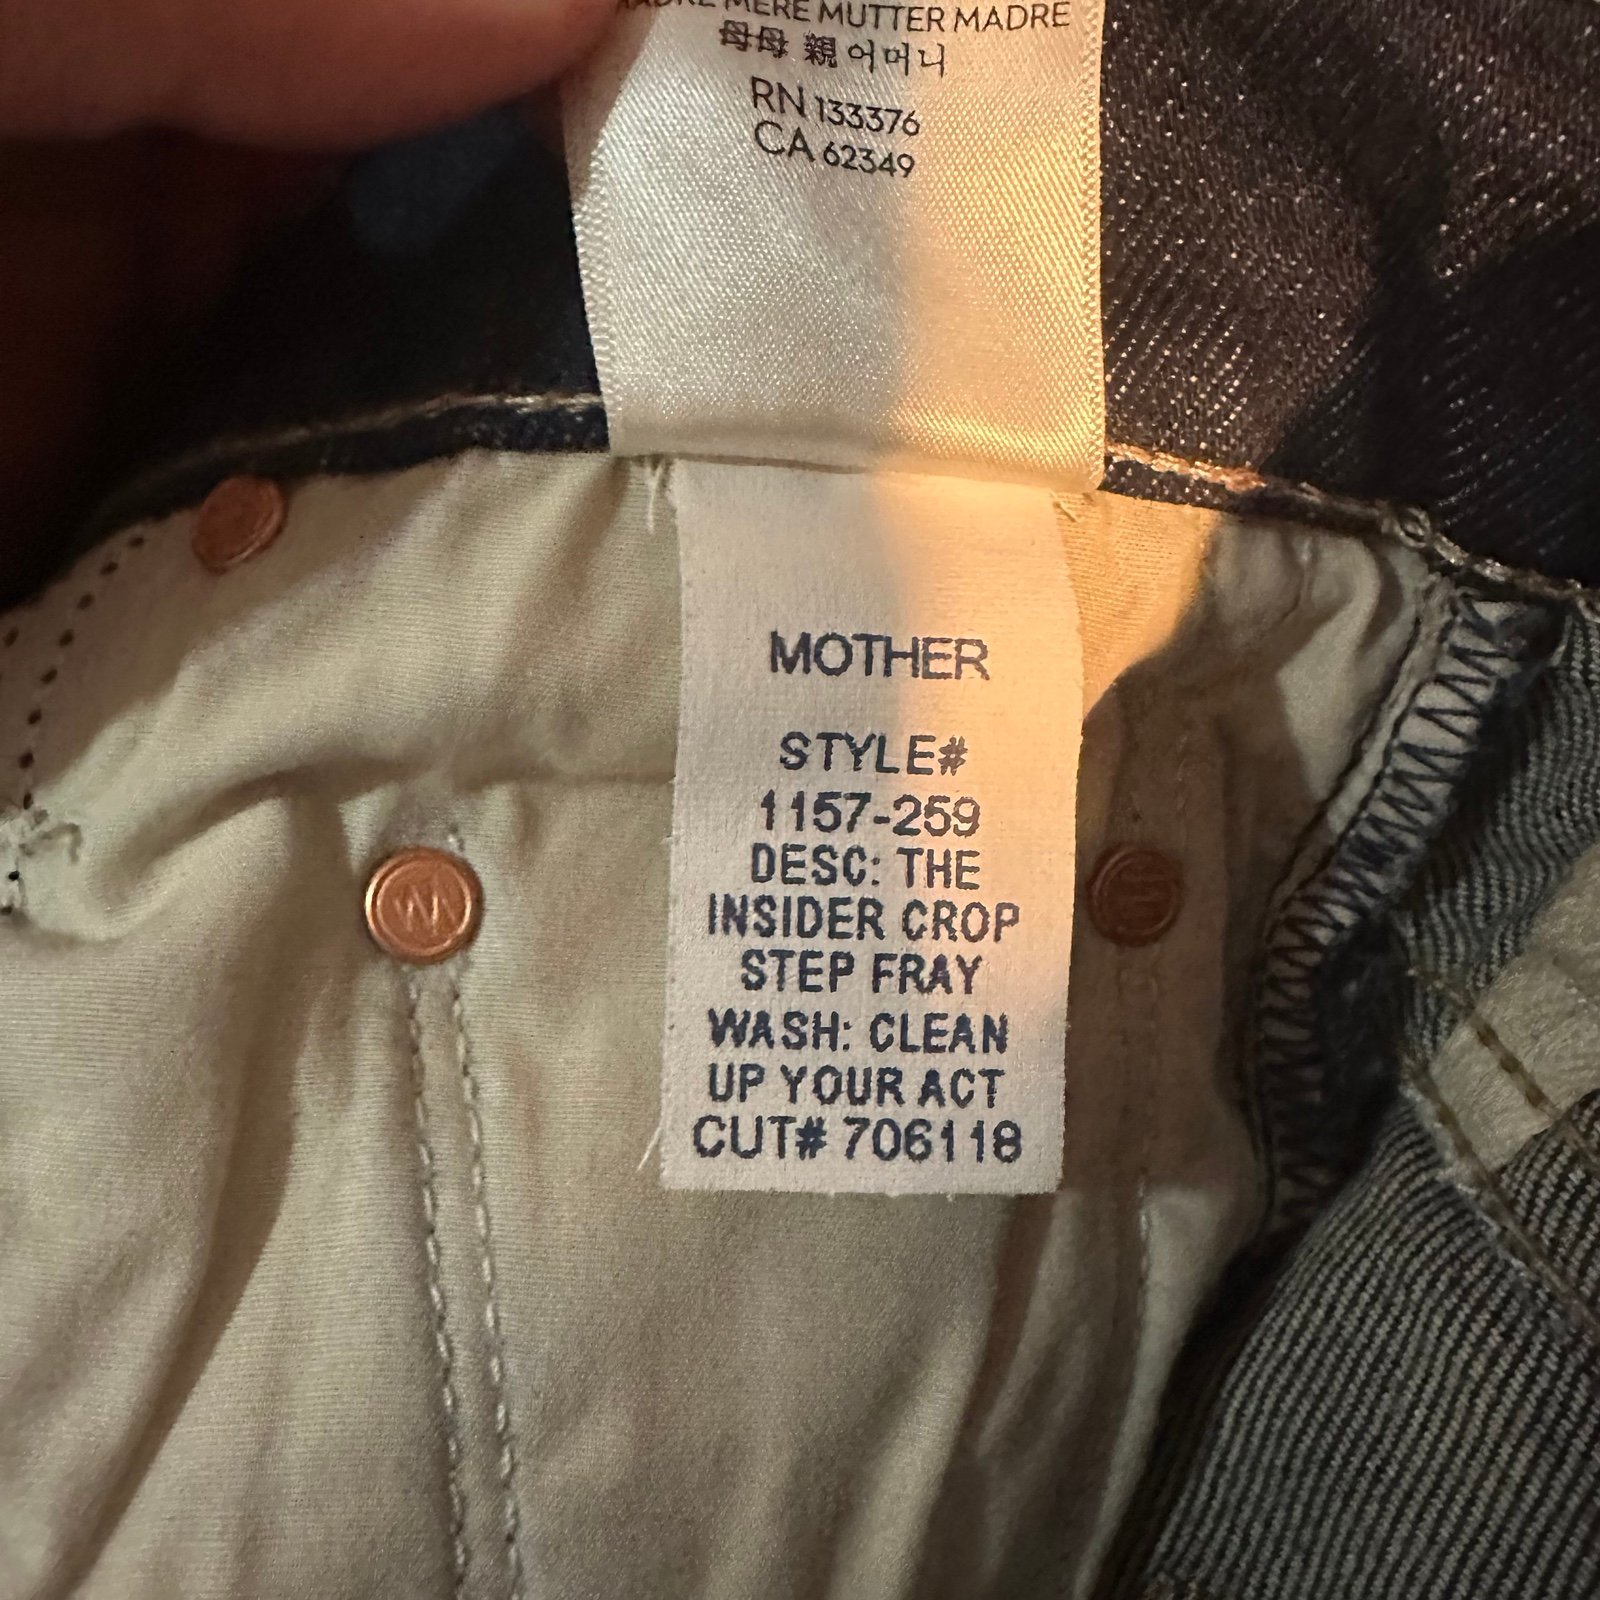 MERE MUTTER MADRE
母母 親 어머니
RN 133376
CA 62349
MOTHER
STYLE#
1157-259
DESC: THE
INSIDER CROP
STEP FRAY
WASH: CLEAN
UP YOUR ACT
CUT# 706118